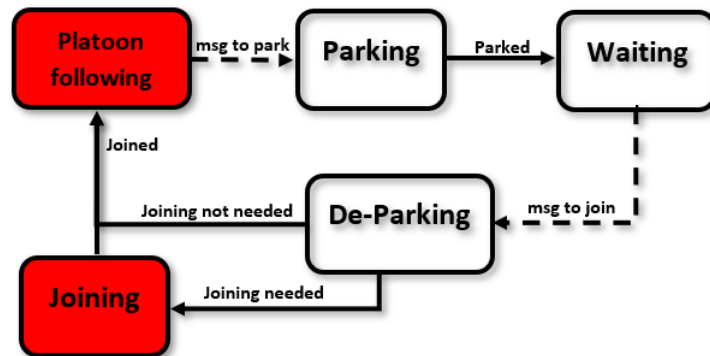 Platoon
following
msg to park
Parking
Parked
Waiting
Joined
Joining not needed
De-Parking
msg to join
Joining
Joining needed